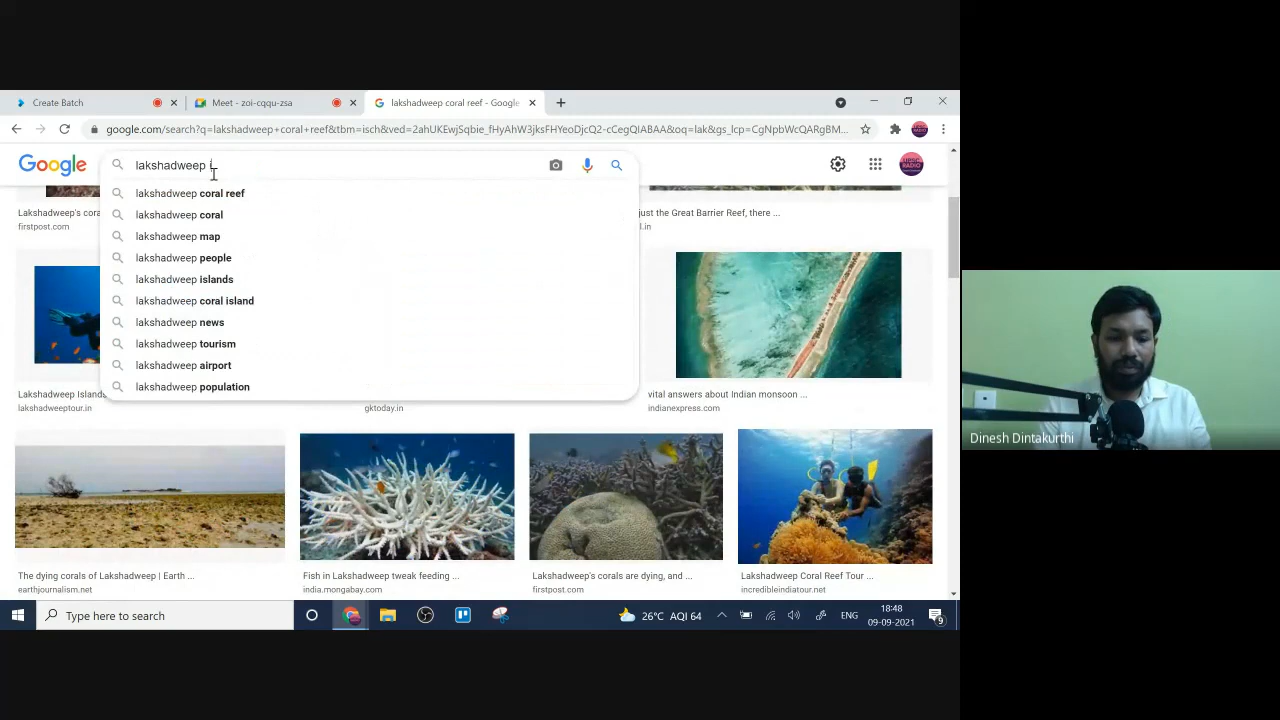 Create Batch
Meet - zoi-cqqu-zsa
lakshadweep coral reef - Google
google.com/search?q=lakshadweep+coral+reef&tbm=isch&ved=2ahUKEwjSqbie_fHyAhW3jksFHYeoDjcQ2-cCegQIABAA&oq=lak&gs_lcp=CgNpbWcQARgBM...
Google
lakshadweep i
lakshadweep coral reef
lakshadweep coral
lakshadweep map
lakshadweep people
lakshadweep islands
lakshadweep coral island
lakshadweep news
lakshadweep tourism
lakshadweep airport
lakshadweep population
Lakshadweep's cora
firstpost.com
just the Great Barrier Reef, there ...
l.in
Lakshadweep Islands
lakshadweeptour.in
gktoday.in
vital answers about Indian monsoon ...
indianexpress.com
The dying corals of Lakshadweep | Earth ...
earthjournalism.net
Fish in Lakshadweep tweak feeding ...
india.mongabay.com
Lakshadweep's corals are dying, and ...
firstpost.com
Lakshadweep Coral Reef Tour ...
incredibleindiatour.net
Dinesh Dintakurthi
Type here to search
26°C AQI 64
ENG
18:48
09-09-2021
9